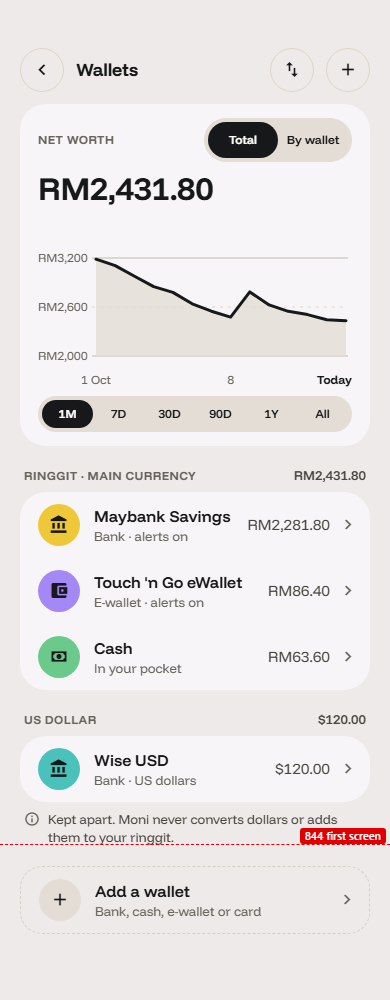 Wallets
NET WORTH
Total
By wallet
RM2,431.80
RM3,200
RM2,600
RM2,000
1 Oct
8
Today
1M
7D
30D
90D
1Y
All
RINGGIT · MAIN CURRENCY
RM2,431.80
Maybank Savings
RM2,281.80
Bank · alerts on
Touch 'n Go eWallet
RM86.40
E-wallet · alerts on
Cash
RM63.60
In your pocket
US DOLLAR
$120.00
Wise USD
$120.00
Bank · US dollars
Kept apart. Moni never converts dollars or adds
them to your ringgit.
844 first screen
Add a wallet
Bank, cash, e-wallet or card